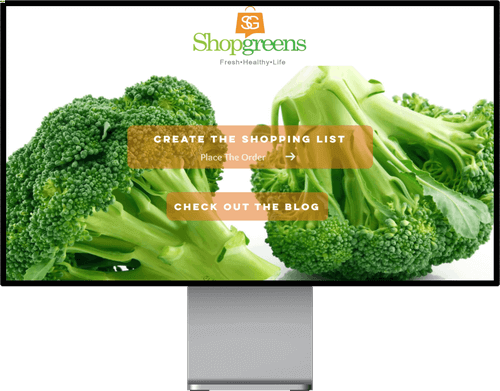 SG
Shopgreens
Fresh•Healthy•Life
CREATE THE SHOPPING LIST
Place The Order →
CHECK OUT THE BLOG